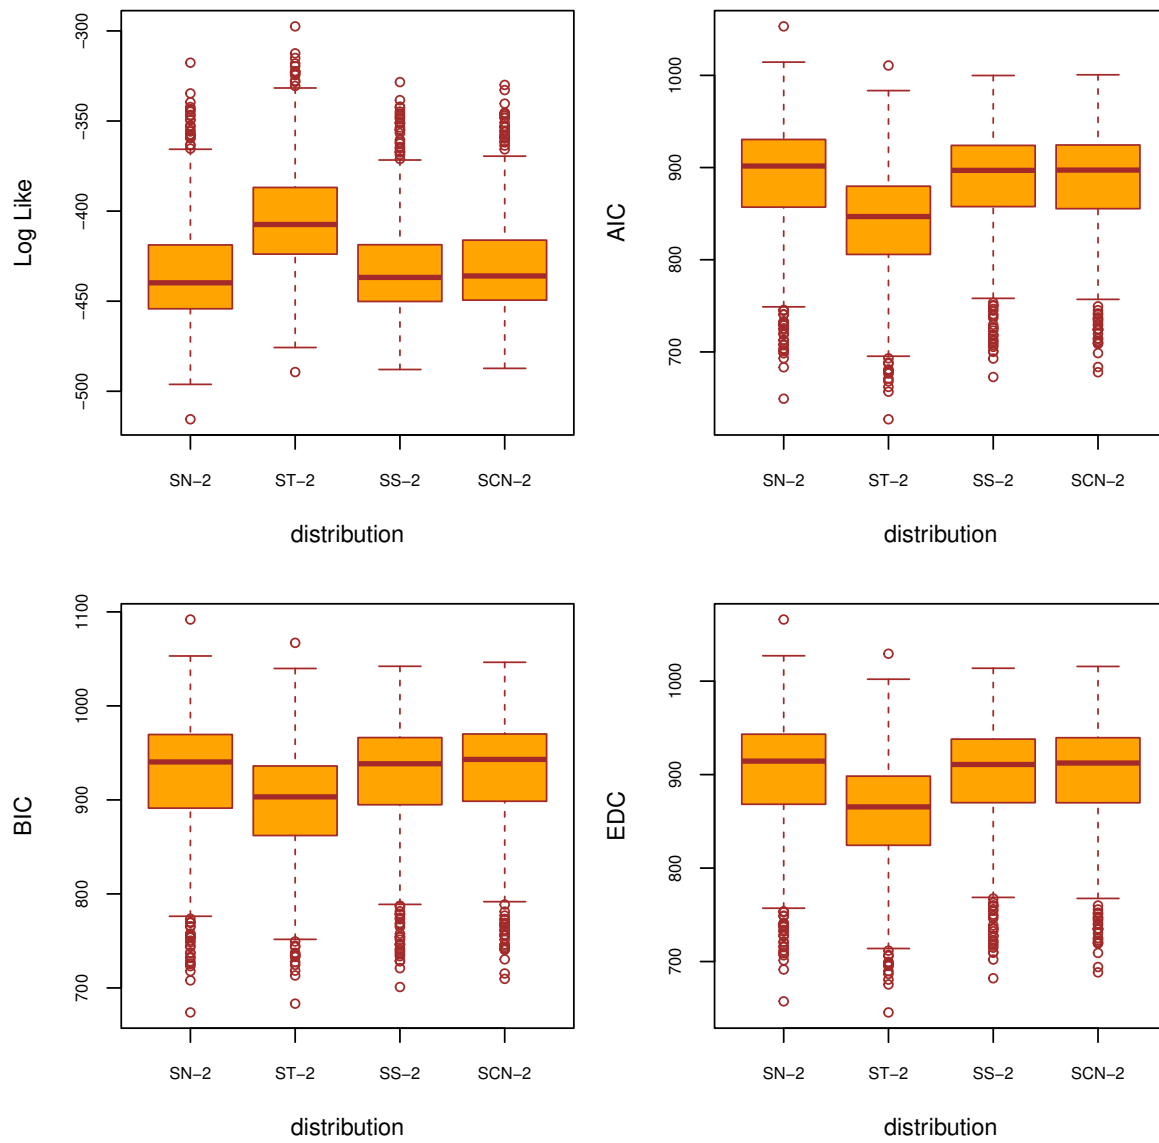 Log Like
-300
-350
-400
-450
-500
SN-2 ST-2 SS-2 SCN-2
distribution
AIC
1000
900
800
700
SN-2 ST-2 SS-2 SCN-2
distribution
BIC
1100
1000
900
800
700
SN-2 ST-2 SS-2 SCN-2
distribution
EDC
1000
900
800
700
SN-2 ST-2 SS-2 SCN-2
distribution